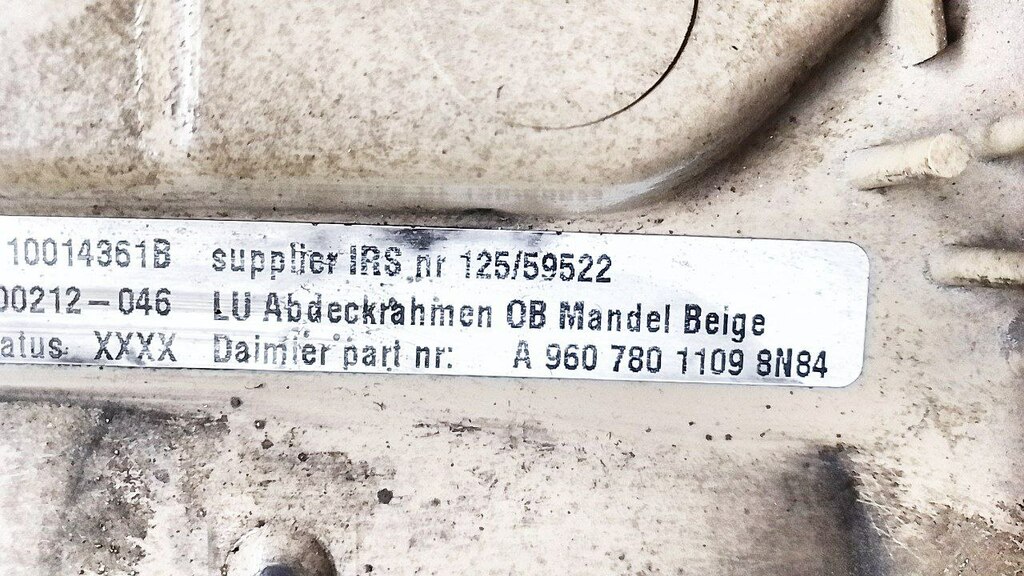 10014361B supplier IRS nr 125/59522
00212-046 LU Abdeckrahmen OB Mandel Beige
atus: XXXX Daimler part nr: A 960 780 1109 8N84